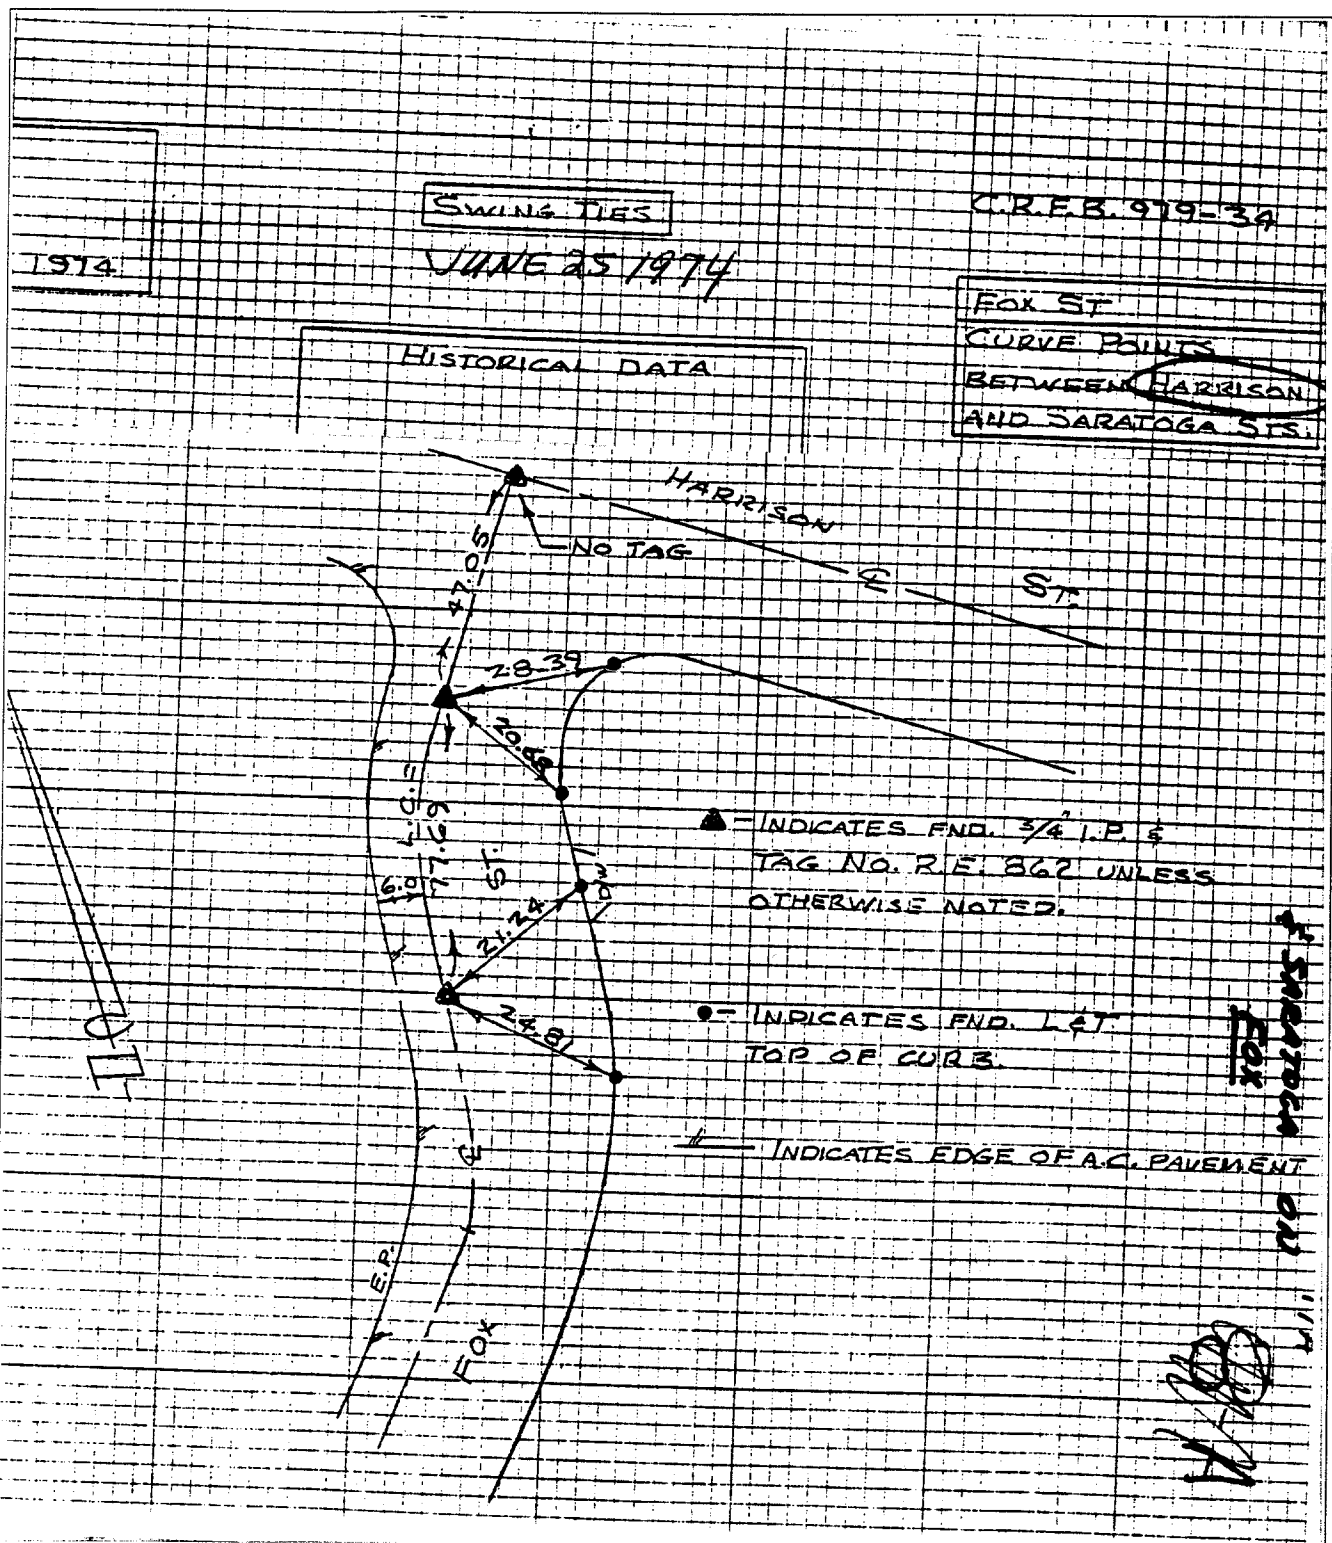 SWING TIES
C.R.F.B. 979-34
1974
JUNE 25 1974
FOX ST
CURVE POINTS
BETWEEN HARRISON
AND SARATOGA STS.
HISTORICAL DATA
HARRISON
ST.
NO TAG
47.05
28.39
L.C.=
77.69
16.0
ST.
D/W
21.24
24.81
▲ - INDICATES FND. 3/4" I.P. &
TAG NO. R.E. 862 UNLESS
OTHERWISE NOTED.
● - INDICATES FND. L&T
TOP OF CURB.
INDICATES EDGE OF A.C. PAVEMENT
℄
℄
E.P.
FOX
& SARATOGA ON
FOX